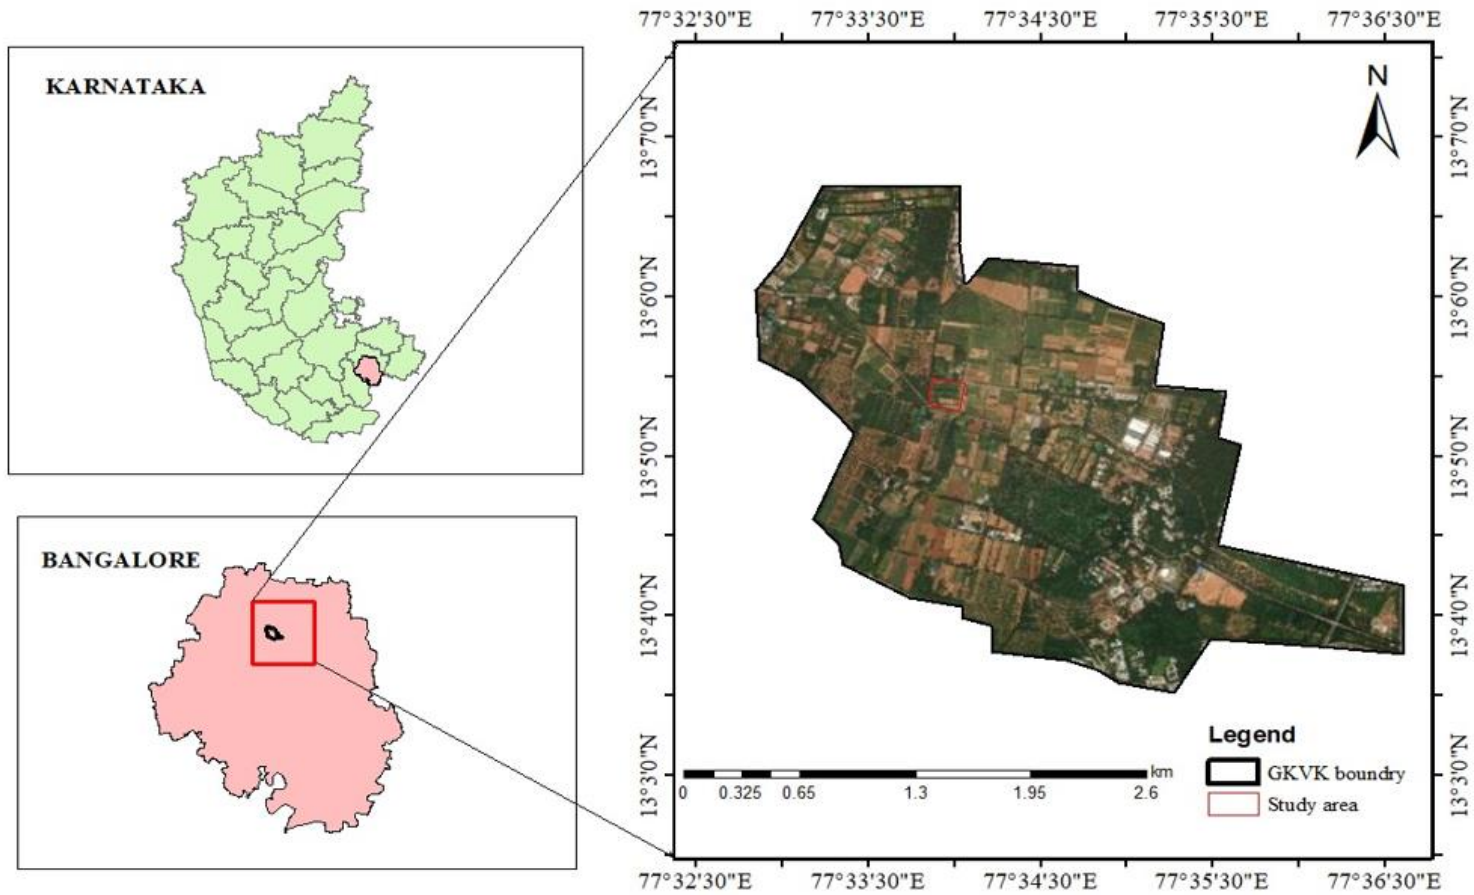 77°32'30"E 77°33'30"E 77°34'30"E 77°35'30"E 77°36'30"E
KARNATAKA
N
13°7'0"N 13°7'0"N
13°6'0"N 13°6'0"N
13°5'0"N 13°5'0"N
BANGALORE
13°4'0"N 13°4'0"N
13°3'0"N 13°3'0"N
Legend
GKVK boundry
Study area
km
0 0.325 0.65 1.3 1.95 2.6
77°32'30"E 77°33'30"E 77°34'30"E 77°35'30"E 77°36'30"E